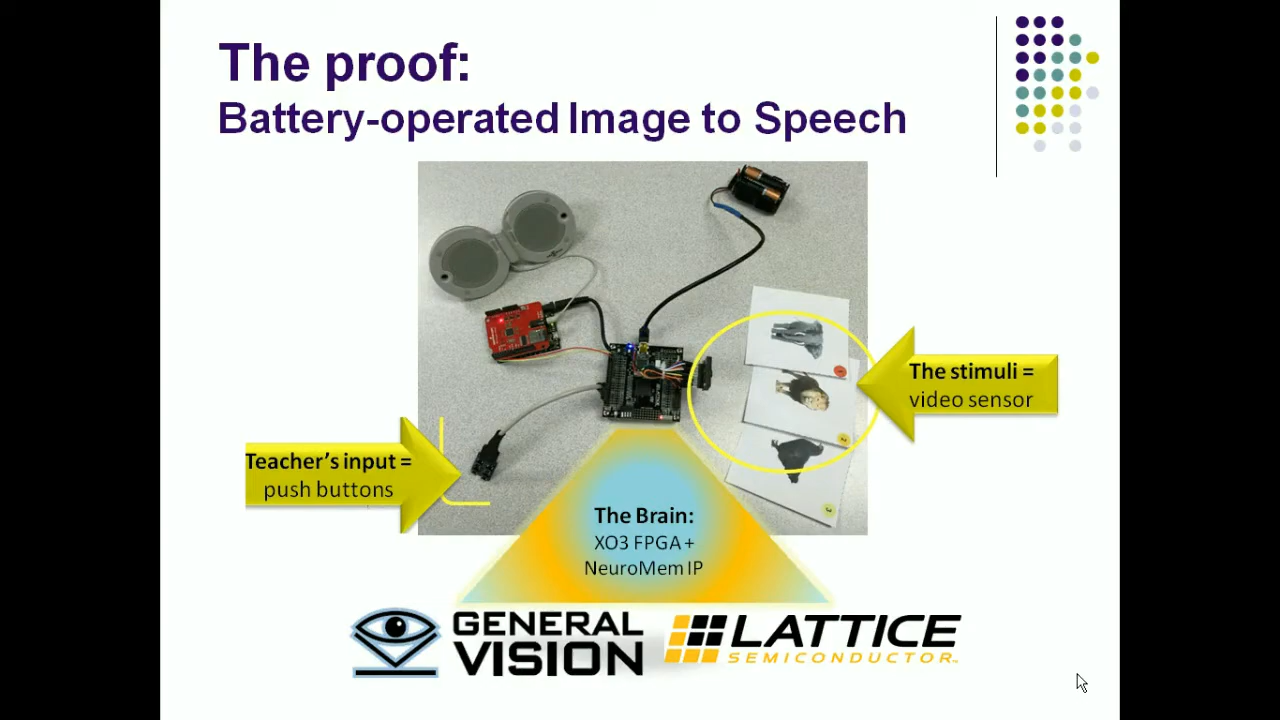 The proof:
Battery-operated Image to Speech
The stimuli =
video sensor
Teacher's input =
push buttons
The Brain:
XO3 FPGA +
NeuroMem IP
GENERAL
VISION
LATTICE
SEMICONDUCTOR